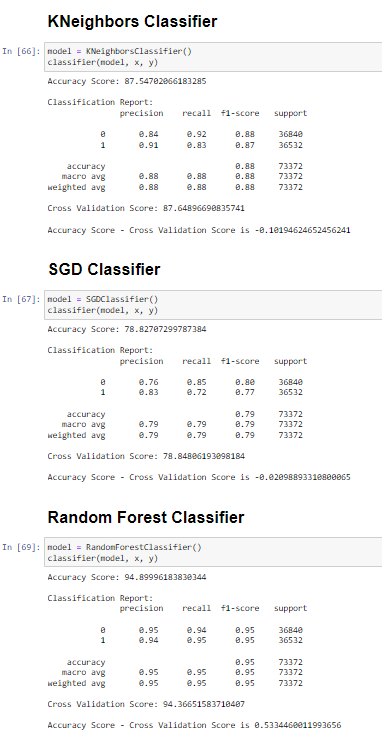 KNeighbors Classifier
In [66]: model = KNeighborsClassifier()
classifier(model, x, y)
Accuracy Score: 87.54702066183285
Classification Report:
precision recall f1-score support
0 0.84 0.92 0.88 36840
1 0.91 0.83 0.87 36532
accuracy 0.88 73372
macro avg 0.88 0.88 0.88 73372
weighted avg 0.88 0.88 0.88 73372
Cross Validation Score: 87.64896690835741
Accuracy Score - Cross Validation Score is -0.10194624652456241
SGD Classifier
In [67]: model = SGDClassifier()
classifier(model, x, y)
Accuracy Score: 78.82707299787384
Classification Report:
precision recall f1-score support
0 0.76 0.85 0.80 36840
1 0.83 0.72 0.77 36532
accuracy 0.79 73372
macro avg 0.79 0.79 0.79 73372
weighted avg 0.79 0.79 0.79 73372
Cross Validation Score: 78.84806193098184
Accuracy Score - Cross Validation Score is -0.02098893310800065
Random Forest Classifier
In [69]: model = RandomForestClassifier()
classifier(model, x, y)
Accuracy Score: 94.89996183830344
Classification Report:
precision recall f1-score support
0 0.95 0.94 0.95 36840
1 0.94 0.95 0.95 36532
accuracy 0.95 73372
macro avg 0.95 0.95 0.95 73372
weighted avg 0.95 0.95 0.95 73372
Cross Validation Score: 94.36651583710407
Accuracy Score - Cross Validation Score is 0.5334460011993656